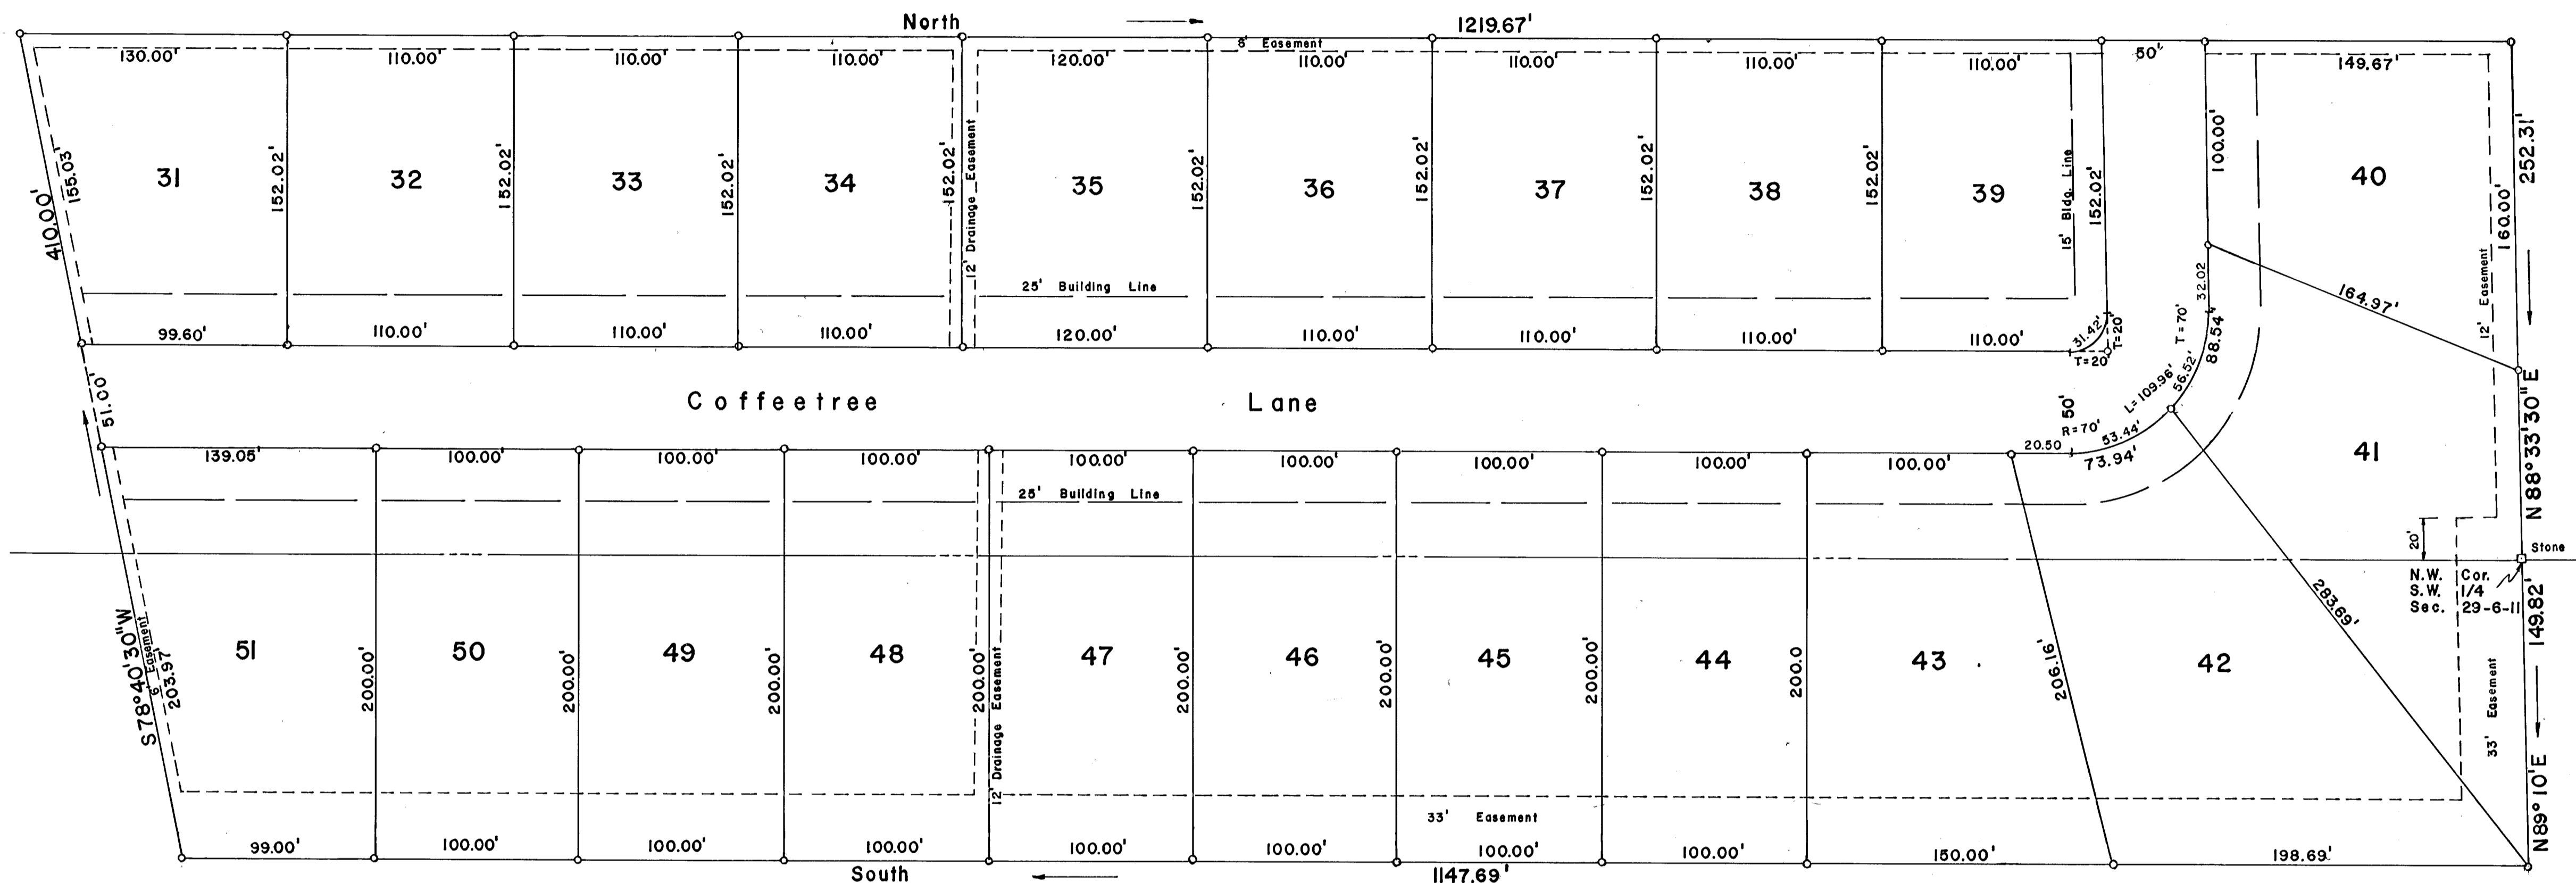 North 1219.67'
8' Easement
130.00' 110.00' 110.00' 110.00' 120.00' 110.00' 110.00' 110.00' 110.00' 50' 149.67'
31 32 33 34 35 36 37 38 39 40
155.03' 152.02' 152.02' 152.02' 152.02' 152.02' 152.02' 152.02' 152.02' 152.02' 100.00'
410.00'
12' Drainage Easement
15' Bldg. Line
252.31'
160.00'
12' Easement
25' Building Line
32.02
164.97'
99.60' 110.00' 110.00' 110.00' 120.00' 110.00' 110.00' 110.00' 110.00'
31.42'
T=20'
T=20'
T=70'
88.54'
56.52'
L=109.96'
51.00'
Coffeetree Lane
50'
R=70'
53.44'
20.50
73.94'
N 88°33'30" E
41
139.05' 100.00' 100.00' 100.00' 100.00' 100.00' 100.00' 100.00' 100.00'
25' Building Line
20'
Stone
N.W. Cor.
S.W. 1/4
Sec. 29-6-11
283.69'
149.82'
S 78°40'30" W
6' Easement
203.97'
51 50 49 48 47 46 45 44 43 42
200.00' 200.00' 200.00' 200.00' 200.00' 200.00' 200.00' 200.0 206.16'
12' Drainage Easement
33' Easement
33' Easement
N 89°10' E
99.00' 100.00' 100.00' 100.00' 100.00' 100.00' 100.00' 100.00' 150.00' 198.69'
South 1147.69'